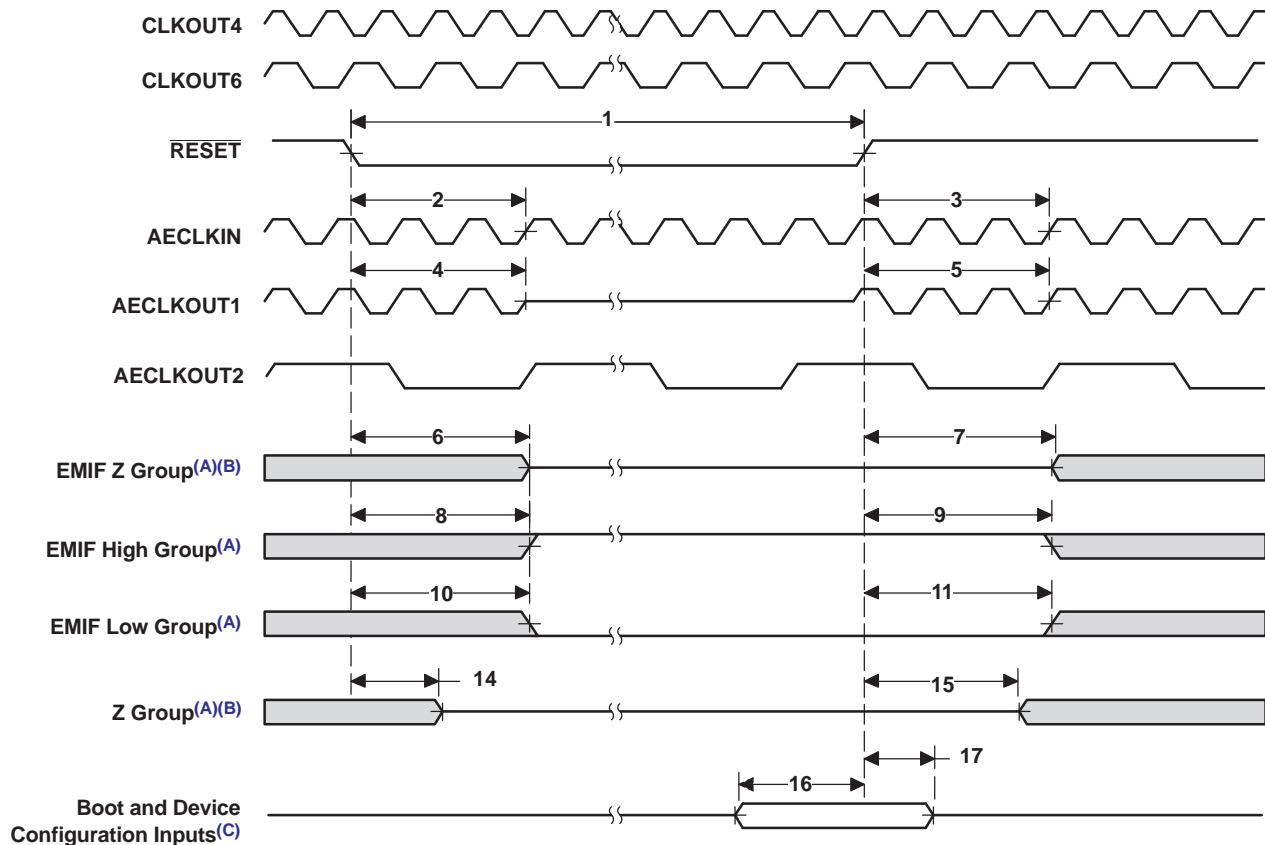 CLKOUT4
CLKOUT6
1
RESET
2
3
AECLKIN
4
5
AECLKOUT1
AECLKOUT2
6
7
EMIF Z Group(A)(B)
8
9
EMIF High Group(A)
10
11
EMIF Low Group(A)
14
15
Z Group(A)(B)
17
16
Boot and Device
Configuration Inputs(C)